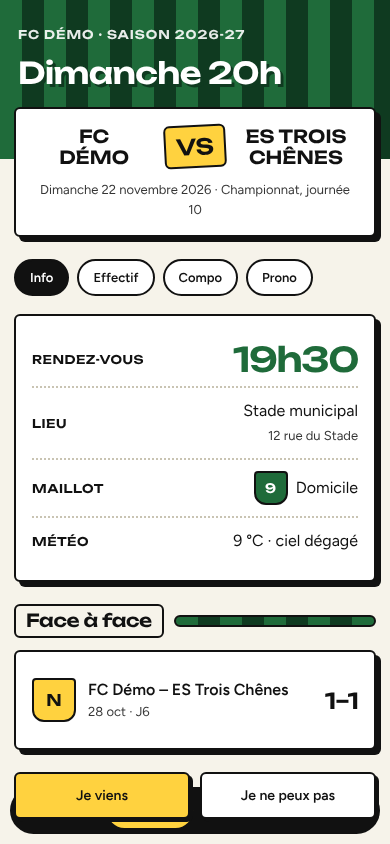 FC DÉMO · SAISON 2026-27
Dimanche 20h
FC
DÉMO
VS
ES TROIS
CHÊNES
Dimanche 22 novembre 2026 · Championnat, journée
10
Info
Effectif
Compo
Prono
RENDEZ-VOUS
19h30
LIEU
Stade municipal
12 rue du Stade
MAILLOT
9
Domicile
MÉTÉO
9 °C · ciel dégagé
Face à face
N
FC Démo – ES Trois Chênes
28 oct · J6
1–1
Je viens
Je ne peux pas